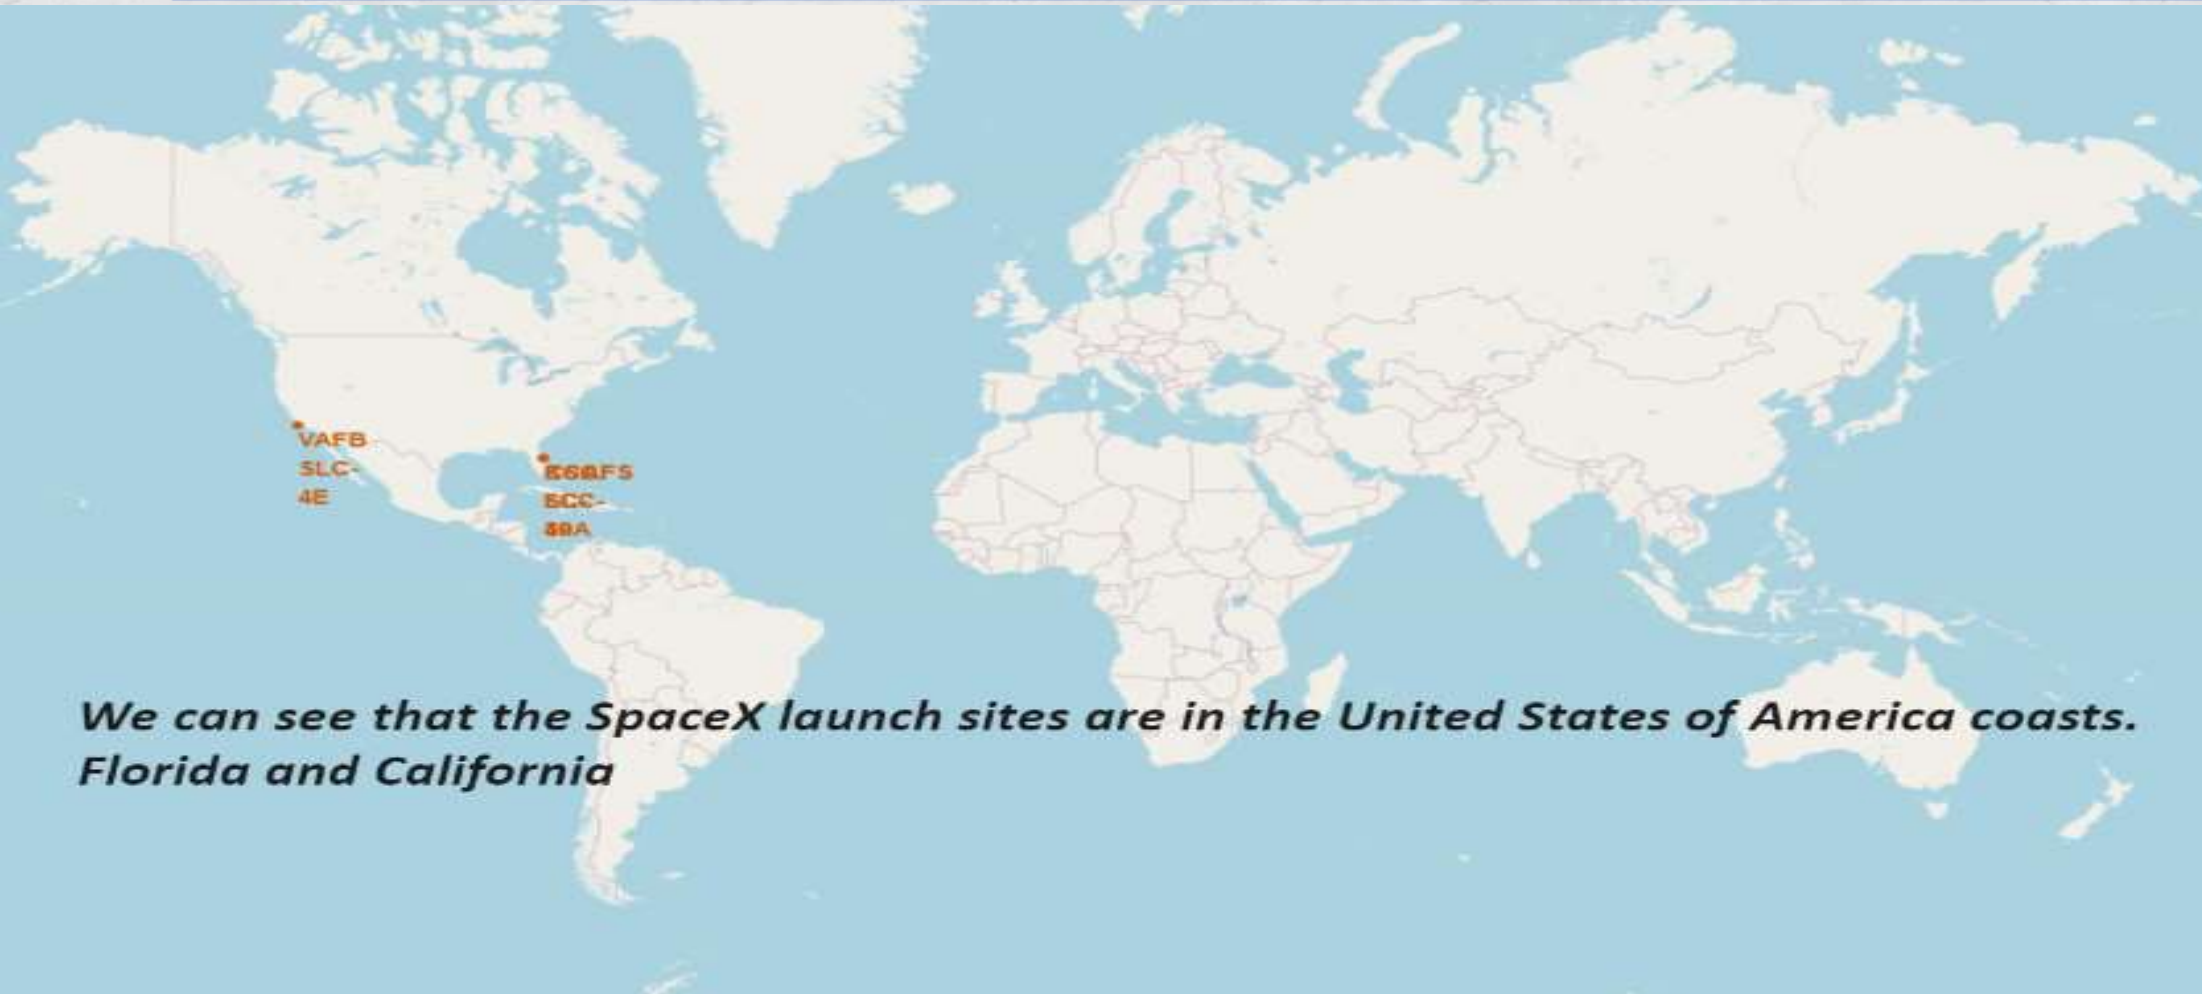 VAFB
SLC-
4E
We can see that the SpaceX launch sites are in the United States of America coasts.
Florida and California